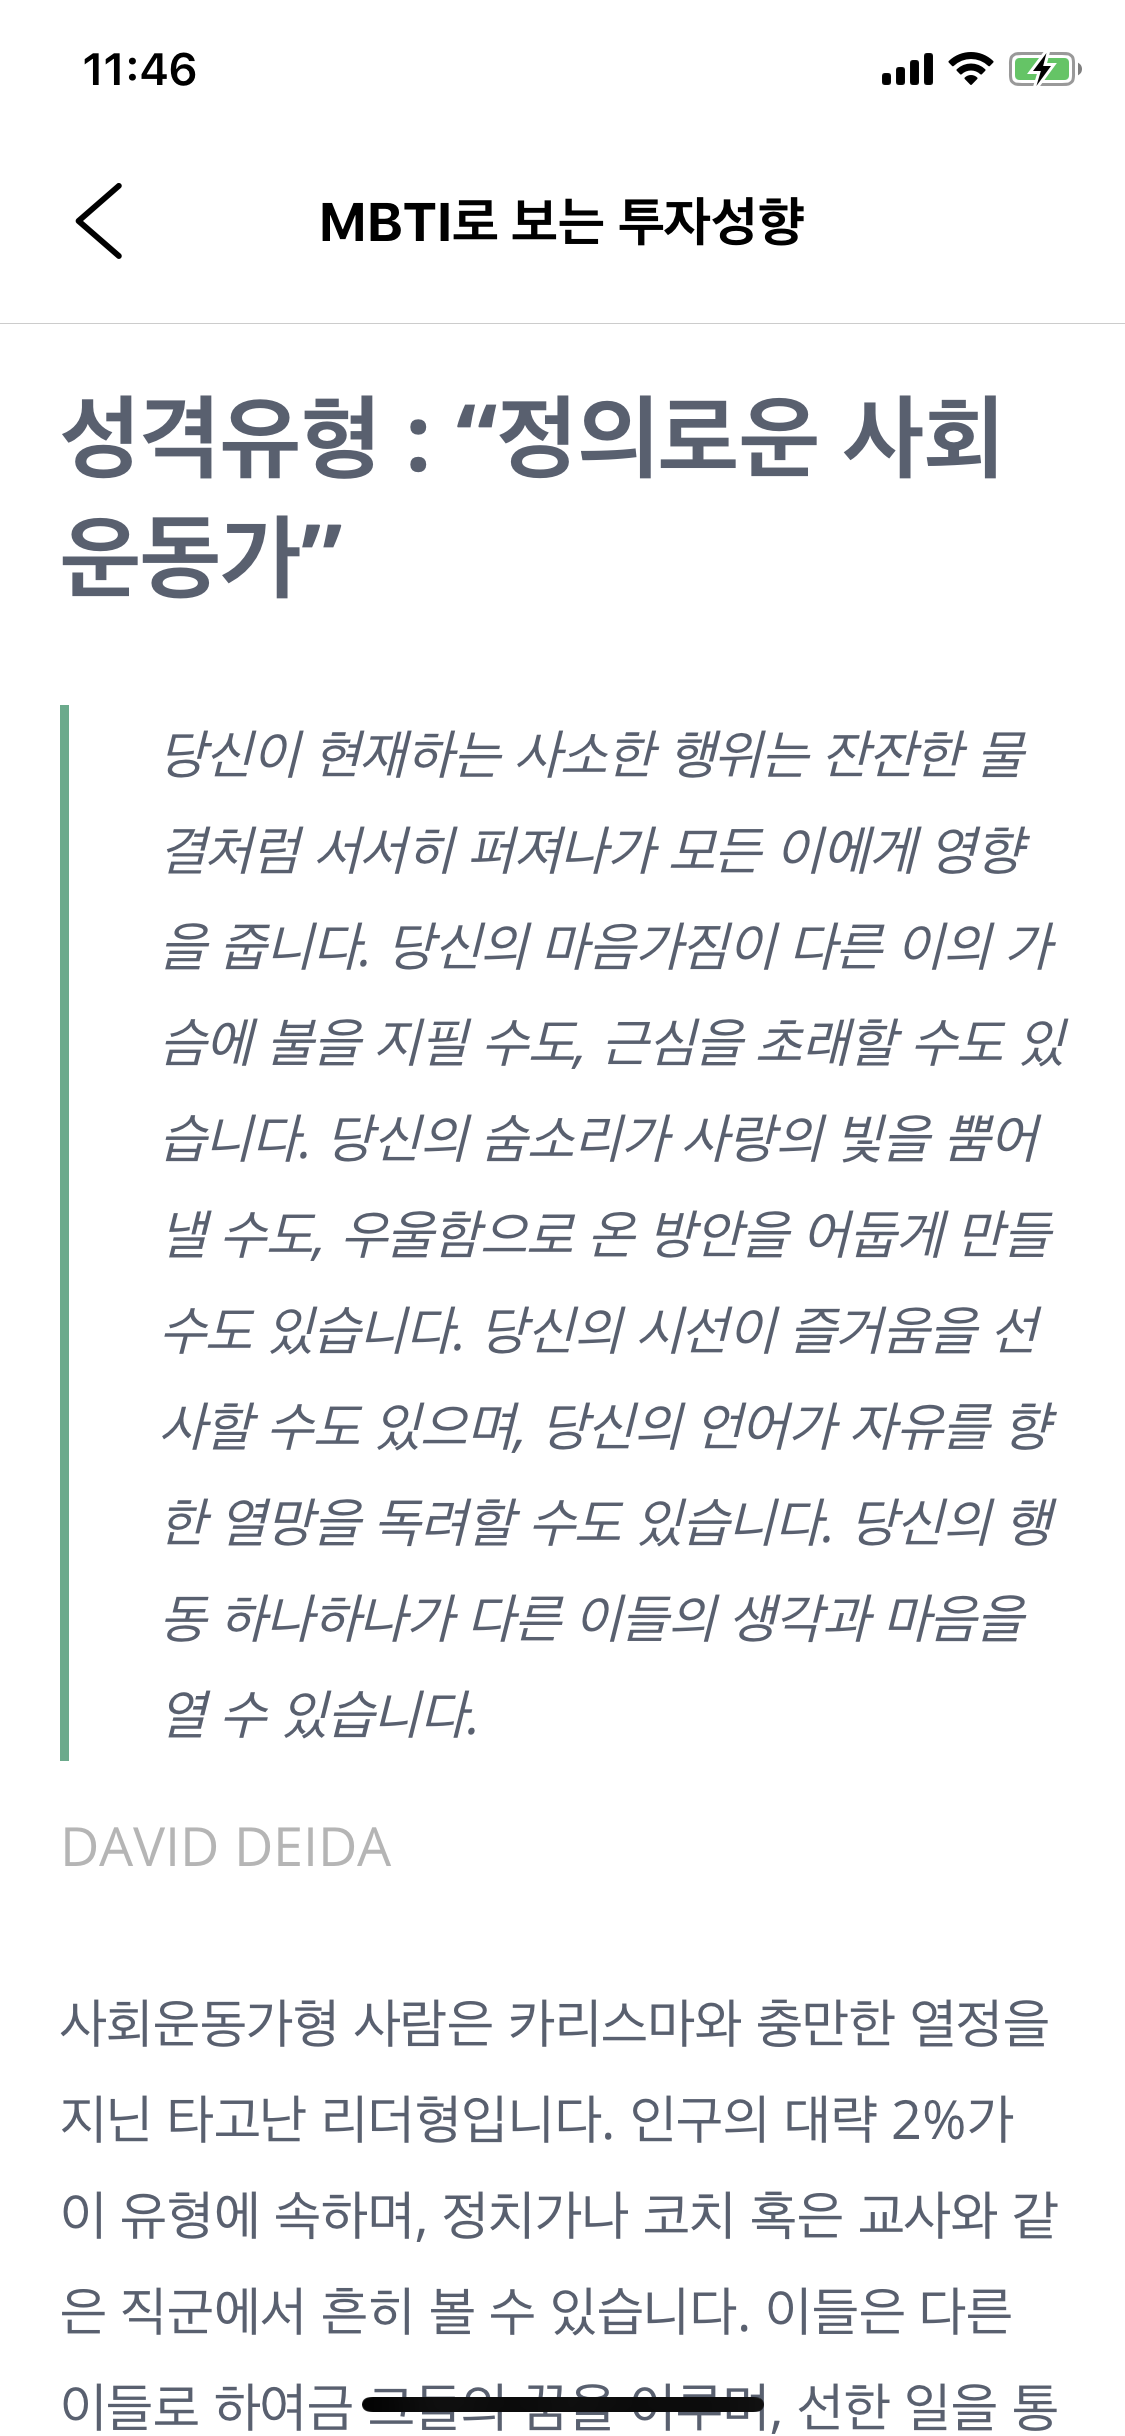 11:46
MBTI로 보는 투자성향
성격유형 : “정의로운 사회
운동가”
당신이 현재하는 사소한 행위는 잔잔한 물
결처럼 서서히 퍼져나가 모든 이에게 영향
을 줍니다. 당신의 마음가짐이 다른 이의 가
슴에 불을 지필 수도, 근심을 초래할 수도 있
습니다. 당신의 숨소리가 사랑의 빛을 뿜어
낼 수도, 우울함으로 온 방안을 어둡게 만들
수도 있습니다. 당신의 시선이 즐거움을 선
사할 수도 있으며, 당신의 언어가 자유를 향
한 열망을 독려할 수도 있습니다. 당신의 행
동 하나하나가 다른 이들의 생각과 마음을
열 수 있습니다.
DAVID DEIDA
사회운동가형 사람은 카리스마와 충만한 열정을
지닌 타고난 리더형입니다. 인구의 대략 2%가
이 유형에 속하며, 정치가나 코치 혹은 교사와 같
은 직군에서 흔히 볼 수 있습니다. 이들은 다른
이들로 하여금 그들의 꿈을 이루며, 선한 일을 통